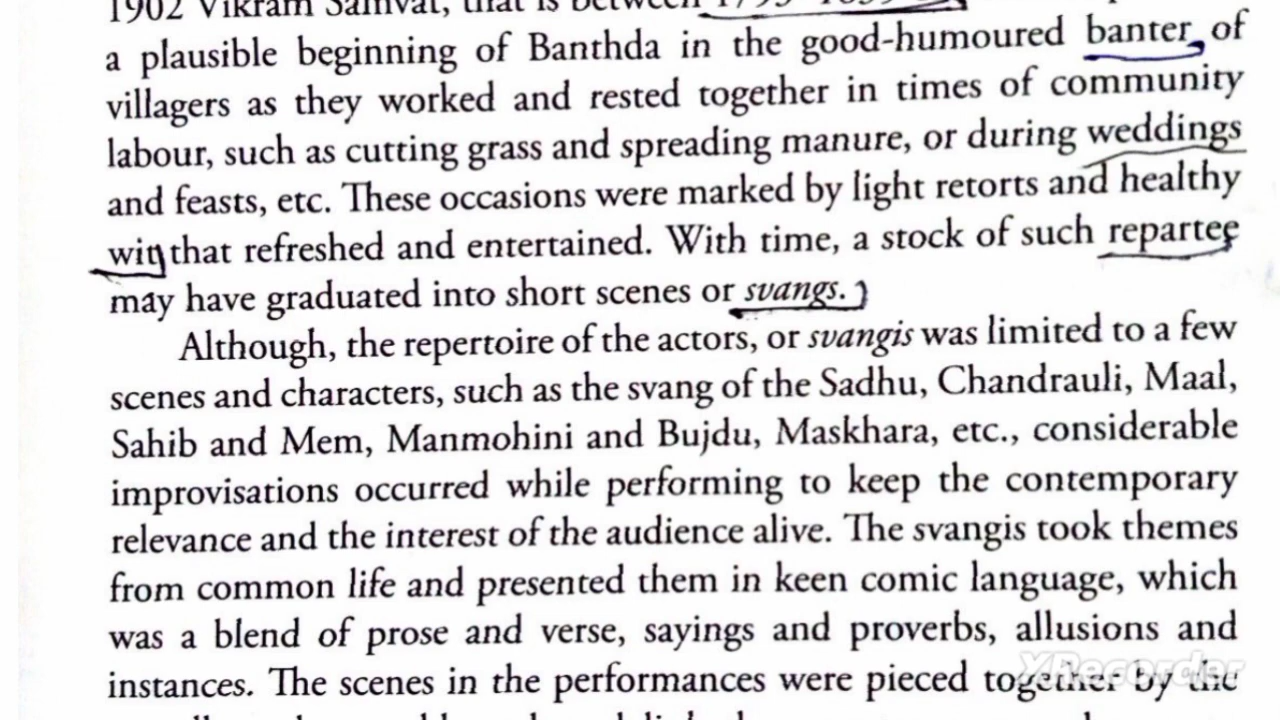 1902 Vikram Samvat, that is between
a plausible beginning of Banthda in the good-humoured banter of
villagers as they worked and rested together in times of community
labour, such as cutting grass and spreading manure, or during weddings
and feasts, etc. These occasions were marked by light retorts and healthy
wit that refreshed and entertained. With time, a stock of such repartee
may have graduated into short scenes or svangs.
Although, the repertoire of the actors, or svangis was limited to a few
scenes and characters, such as the svang of the Sadhu, Chandrauli, Maal,
Sahib and Mem, Manmohini and Bujdu, Maskhara, etc., considerable
improvisations occurred while performing to keep the contemporary
relevance and the interest of the audience alive. The svangis took themes
from common life and presented them in keen comic language, which
was a blend of prose and verse, sayings and proverbs, allusions and
instances. The scenes in the performances were pieced together by the
XRecorder